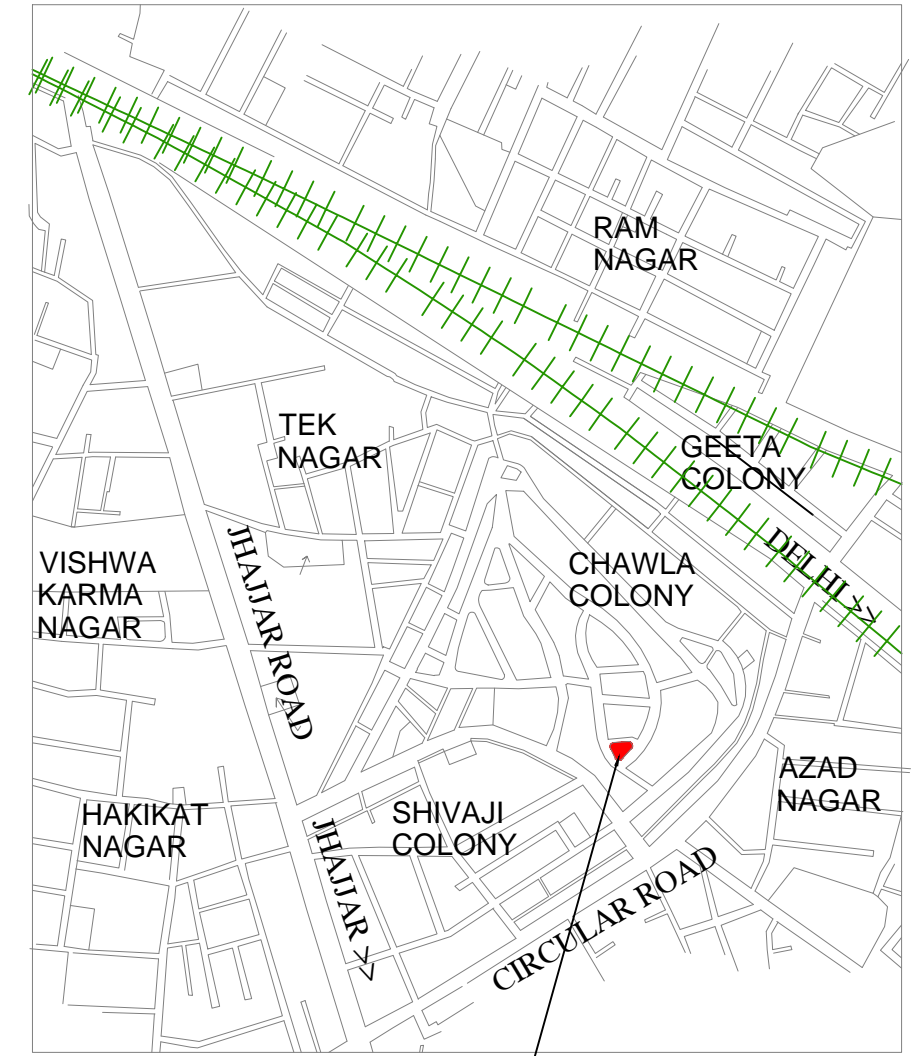 RAM
NAGAR
TEK
NAGAR
GEETA
COLONY
DELHI >>
VISHWA
KARMA
NAGAR
JHAJJAR ROAD
CHAWLA
COLONY
AZAD
NAGAR
HAKIKAT
NAGAR
SHIVAJI
COLONY
JHAJJAR >>
CIRCULAR ROAD